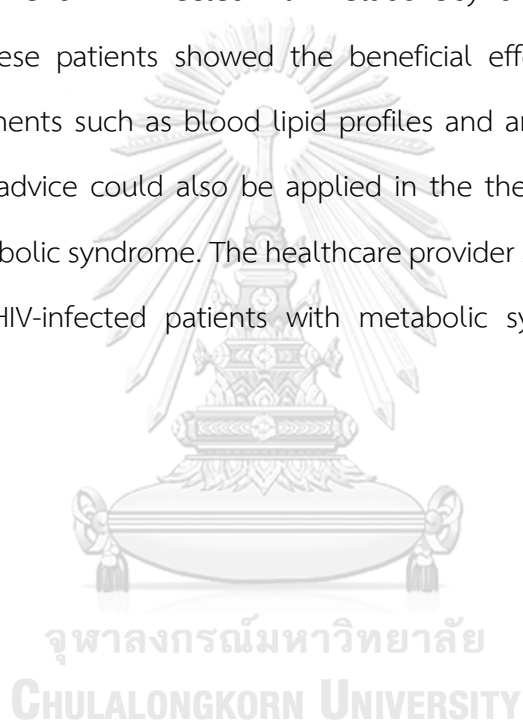 ese patients showed the beneficial effe
nents such as blood lipid profiles and an
advice could also be applied in the the
bolic syndrome. The healthcare provider
HIV-infected patients with metabolic sy
จุฬาลงกรณ์มหาวิทยาลัย
CHULALONGKORN UNIVERSITY